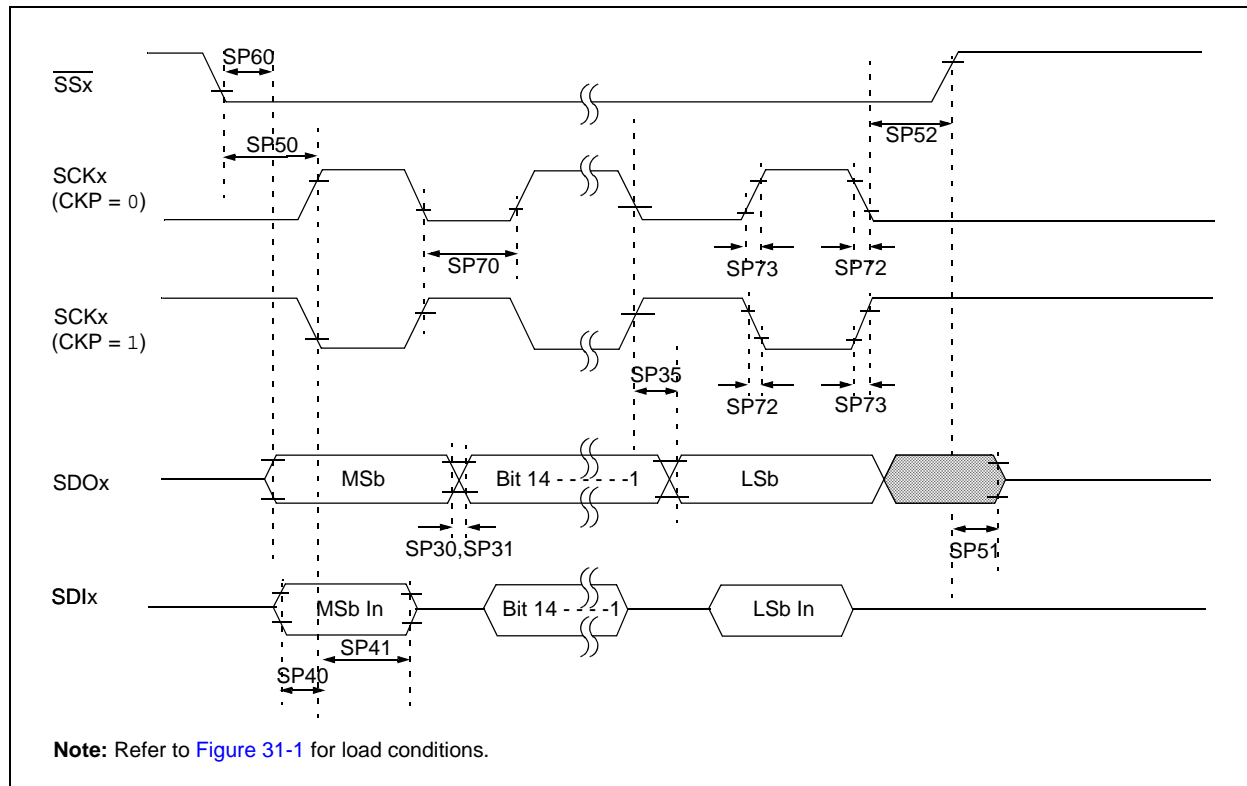 SP60
SSx
SP52
SP50
SCKx
(CKP = 0)
SP70
SP73
SP72
SCKx
(CKP = 1)
SP35
SP72
SP73
SDOx
MSb
Bit 14 - - - - - -1
LSb
SP30,SP31
SP51
SDIx
MSb In
Bit 14 - - - -1
LSb In
SP41
SP40
Note: Refer to Figure 31-1 for load conditions.